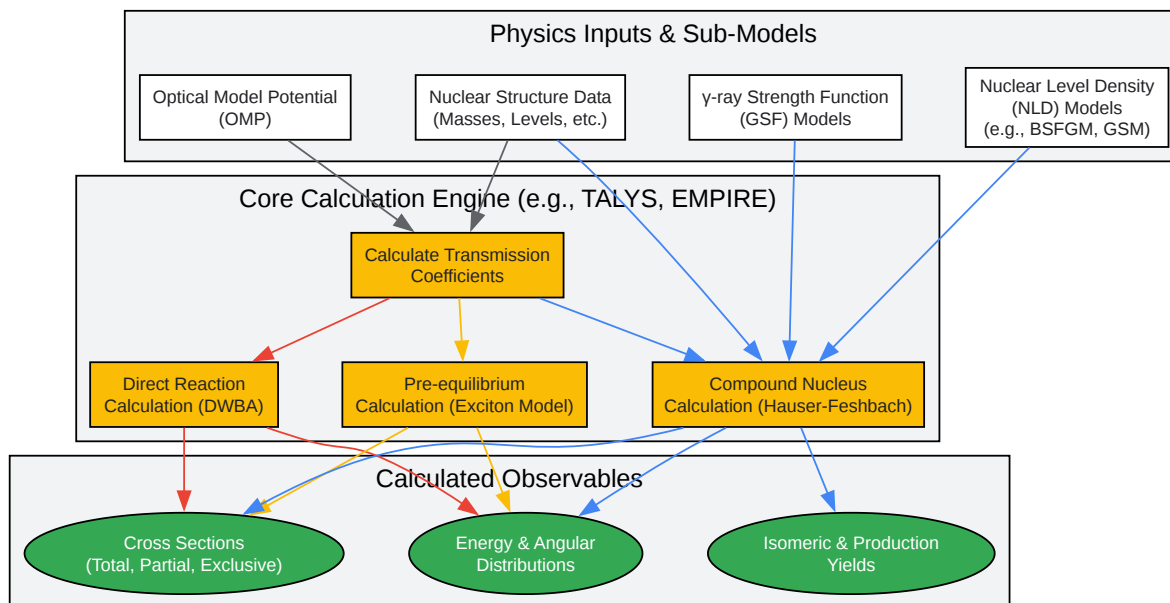 Physics Inputs & Sub-Models
Optical Model Potential
(OMP)
Nuclear Structure Data
(Masses, Levels, etc.)
γ-ray Strength Function
(GSF) Models
Nuclear Level Density
(NLD) Models
(e.g., BSFGM, GSM)
Core Calculation Engine (e.g., TALYS, EMPIRE)
Calculate Transmission
Coefficients
Direct Reaction
Calculation (DWBA)
Pre-equilibrium
Calculation (Exciton Model)
Compound Nucleus
Calculation (Hauser-Feshbach)
Calculated Observables
Cross Sections
(Total, Partial, Exclusive)
Energy & Angular
Distributions
Isomeric & Production
Yields